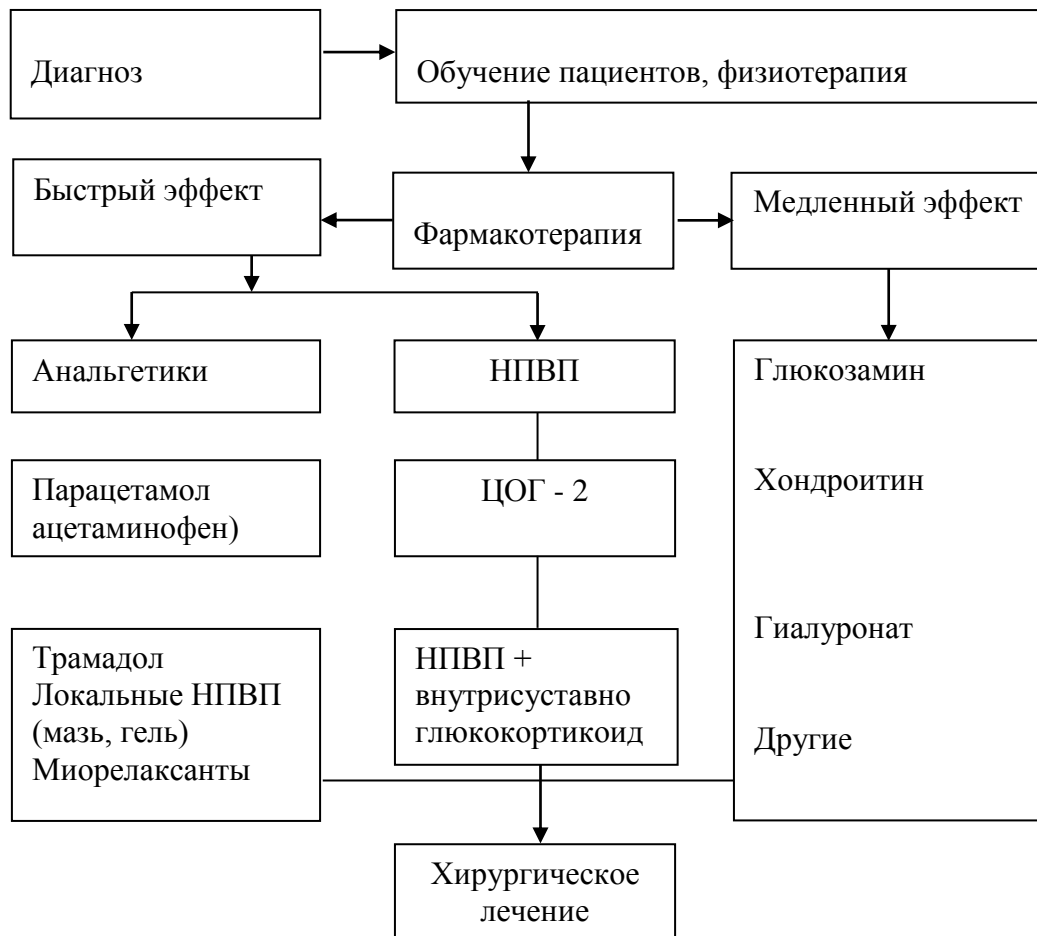 Диагноз
Обучение пациентов, физиотерапия
Быстрый эффект
Фармакотерапия
Медленный эффект
Анальгетики
НПВП
Глюкозамин
Парацетамол
ацетаминофен)
ЦОГ - 2
Хондроитин
Трамадол
Локальные НПВП
(мазь, гель)
Миорелаксанты
НПВП +
внутрисуставно
глюкокортикоид
Гиалуронат
Другие
Хирургическое
лечение